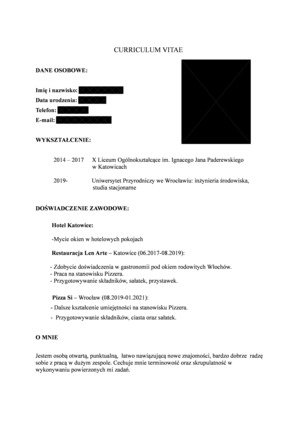 CURRICULUM VITAE
DANE OSOBOWE:
Imię i nazwisko:
Data urodzenia:
Telefon:
E-mail:
WYKSZTAŁCENIE:
2014 – 2017 X Liceum Ogólnokształcące im. Ignacego Jana Paderewskiego
w Katowicach
2019- Uniwersytet Przyrodniczy we Wrocławiu: inżynieria środowiska,
studia stacjonarne
DOŚWIADCZENIE ZAWODOWE:
Hotel Katowice:
-Mycie okien w hotelowych pokojach
Restauracja Len Arte – Katowice (06.2017-08.2019):
- Zdobycie doświadczenia w gastronomii pod okiem rodowitych Włochów.
- Praca na stanowisku Pizzera.
- Przygotowywanie składników, sałatek, przystawek.
Pizza Si – Wrocław (08.2019-01.2021):
- Dalsze kształcenie umiejętności na stanowisku Pizzera.
- Przygotowywanie składników, ciasta oraz sałatek.
O MNIE
Jestem osobą otwartą, punktualną, łatwo nawiązującą nowe znajomości, bardzo dobrze radzę
sobie z pracą w dużym zespole. Cechuje mnie terminowość oraz skrupulatność w
wykonywaniu powierzonych mi zadań.